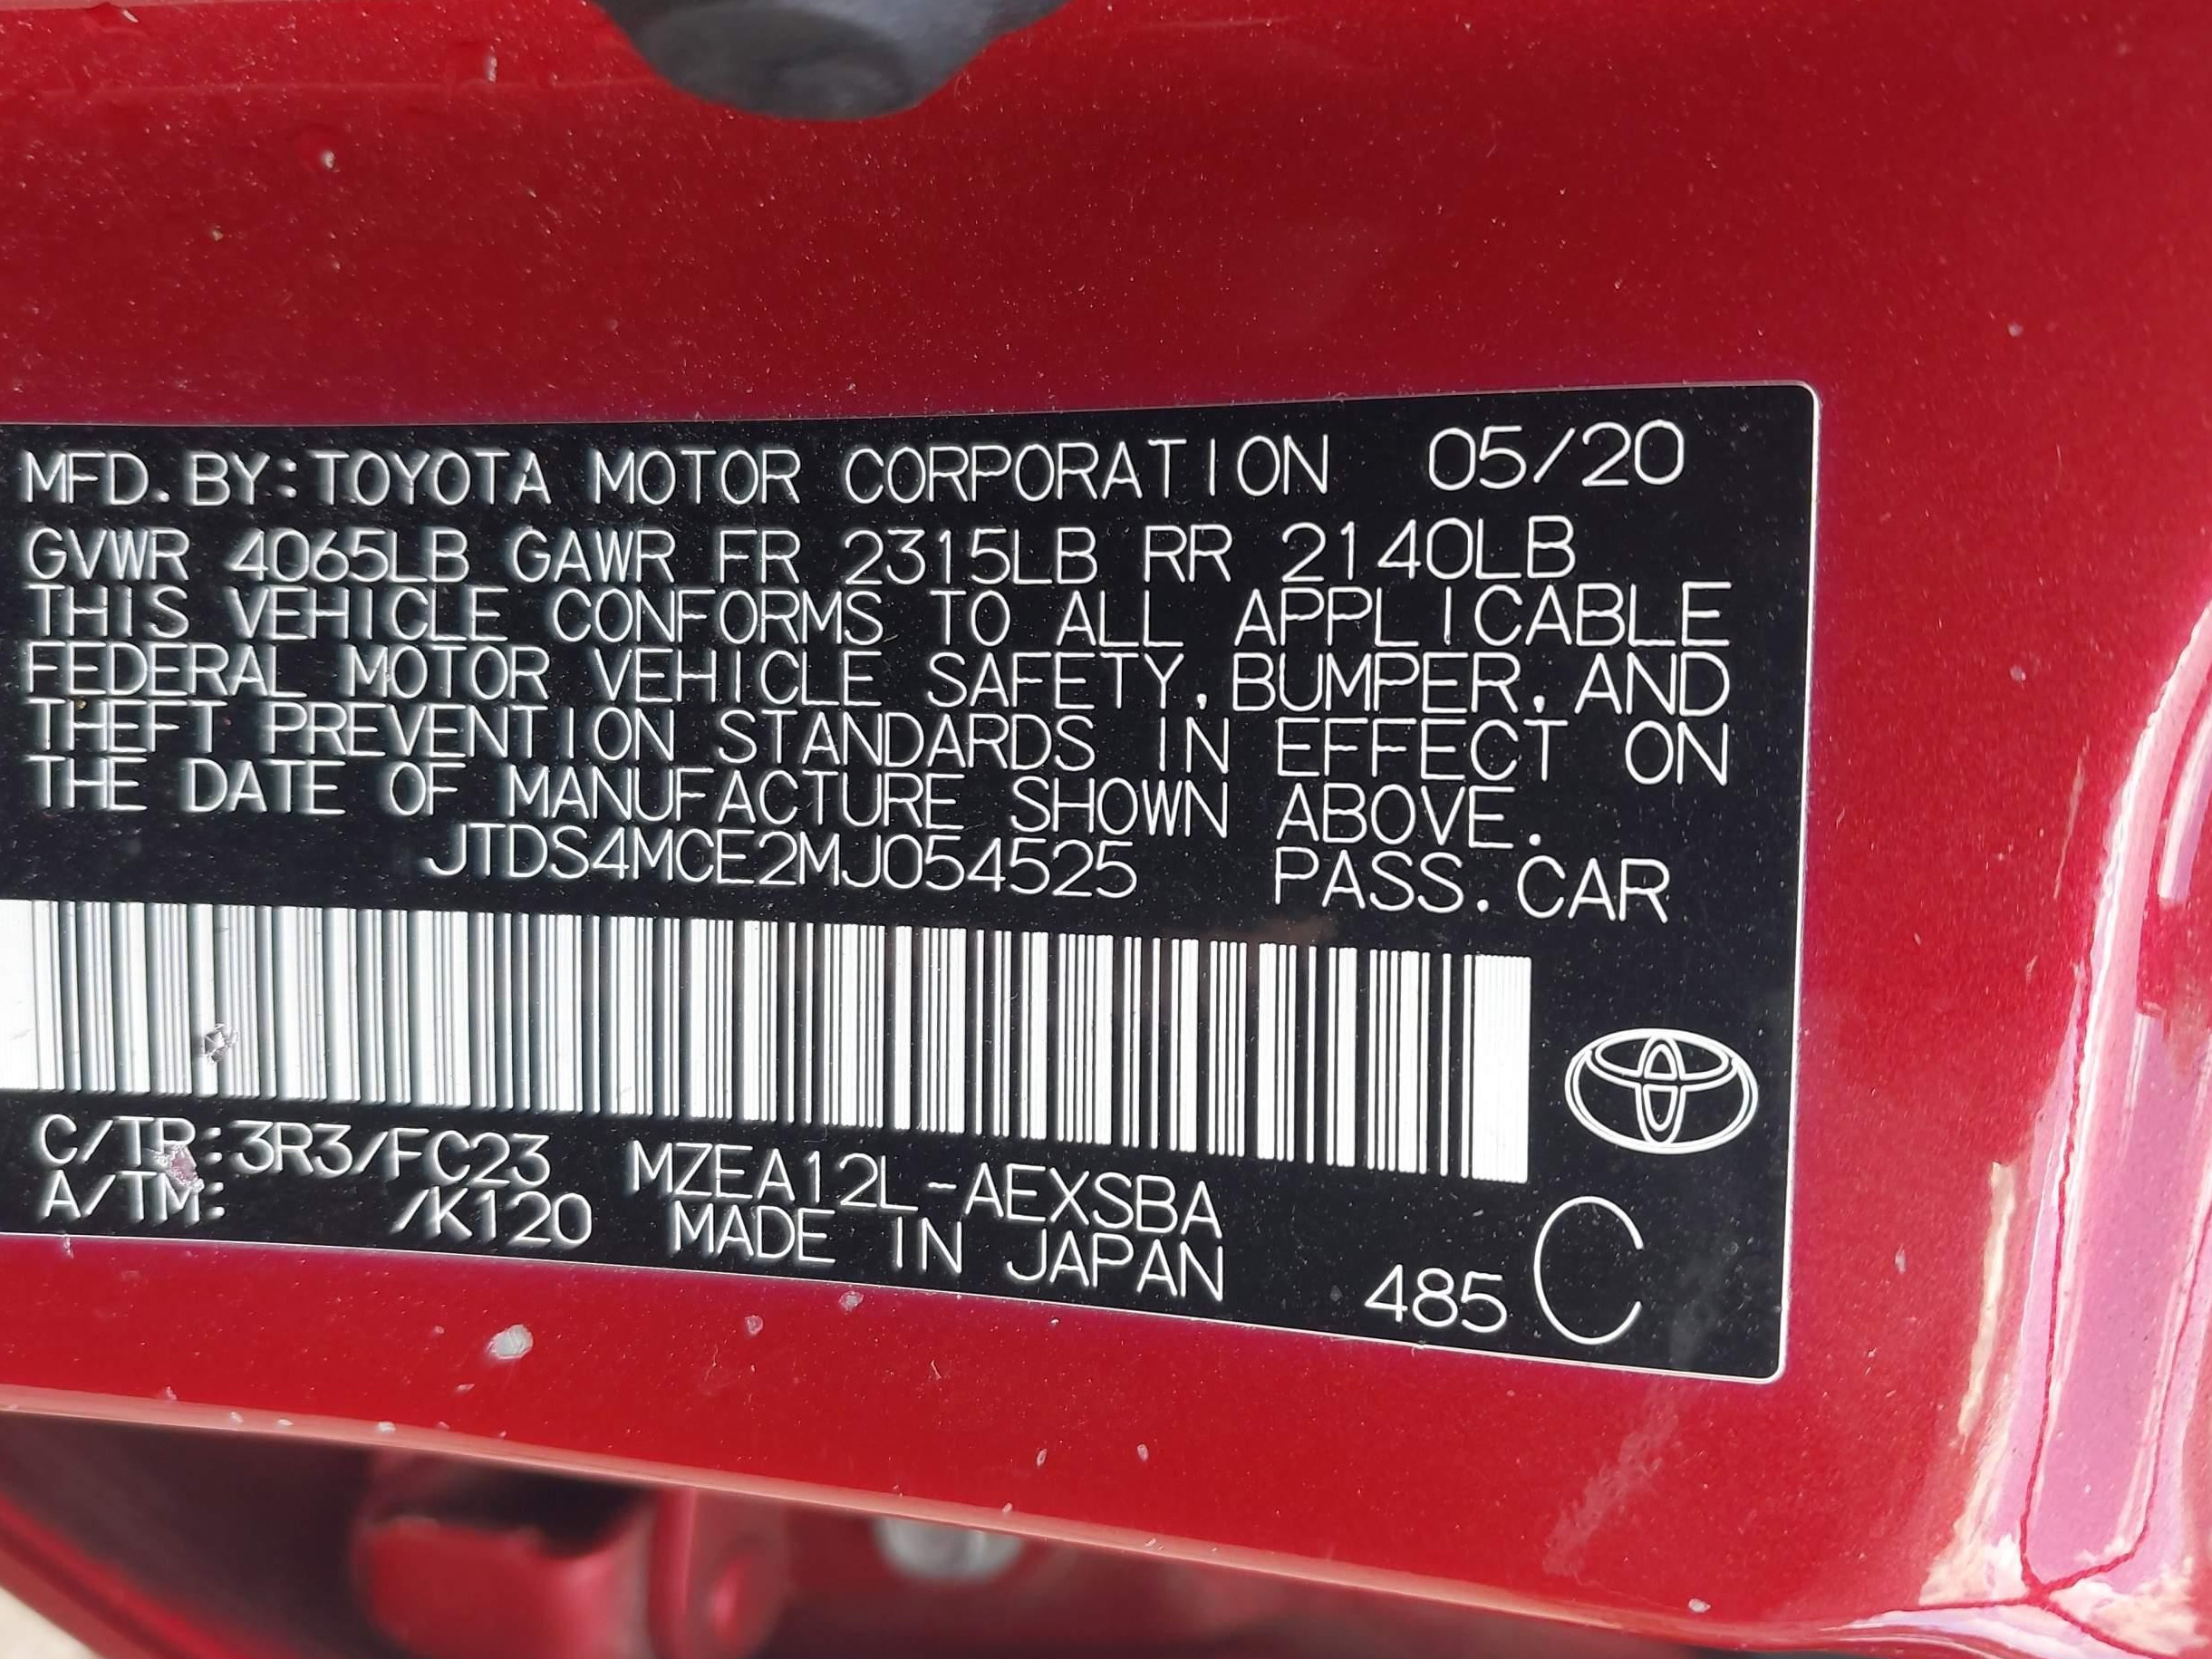 MFD.BY:TOYOTA MOTOR CORPORATION 05/20
GVWR 4065LB GAWR FR 2315LB RR 2140LB
THIS VEHICLE CONFORMS TO ALL APPLICABLE
FEDERAL MOTOR VEHICLE SAFETY,BUMPER,AND
THEFT PREVENTION STANDARDS IN EFFECT ON
THE DATE OF MANUFACTURE SHOWN ABOVE.
JTDS4MCE2MJ054525 PASS.CAR
C/TR:3R3/FC23 MZEA12L-AEXSBA
A/TM: /K120 MADE IN JAPAN
485 C